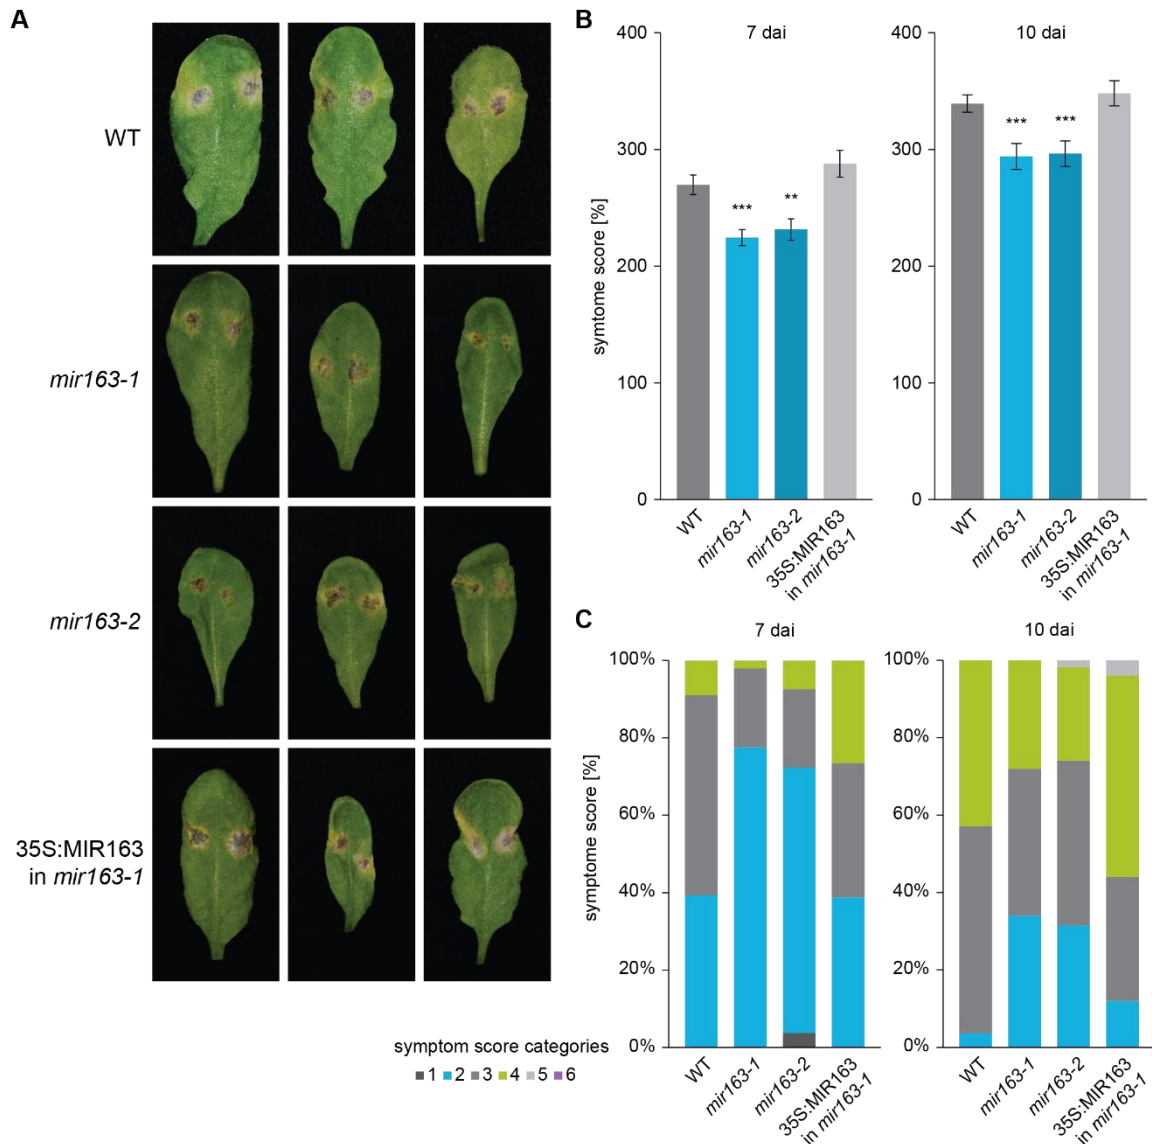 A
WT
mir163-1
mir163-2
35S:MIR163
in mir163-1
B
7 dai
10 dai
symtome score [%]
400
300
200
100
0
***
**
WT
mir163-1
mir163-2
35S:MIR163
in mir163-1
400
300
200
100
0
***
***
WT
mir163-1
mir163-2
35S:MIR163
in mir163-1
C
7 dai
10 dai
symptome score [%]
100%
80%
60%
40%
20%
0%
WT
mir163-1
mir163-2
35S:MIR163
in mir163-1
100%
80%
60%
40%
20%
0%
WT
mir163-1
mir163-2
35S:MIR163
in mir163-1
symptom score categories
1 2 3 4 5 6